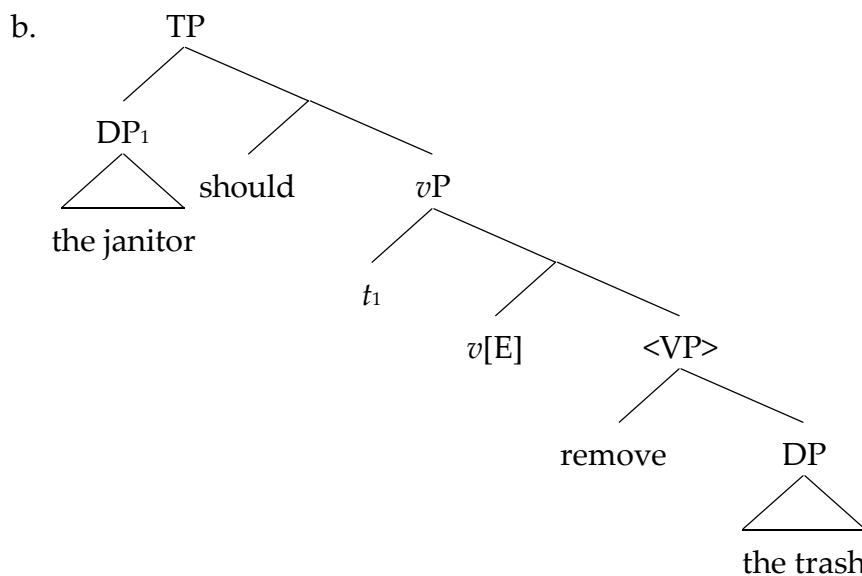 b. TP
DP₁
should vP
the janitor
t₁
v[E] <VP>
remove DP
the trash